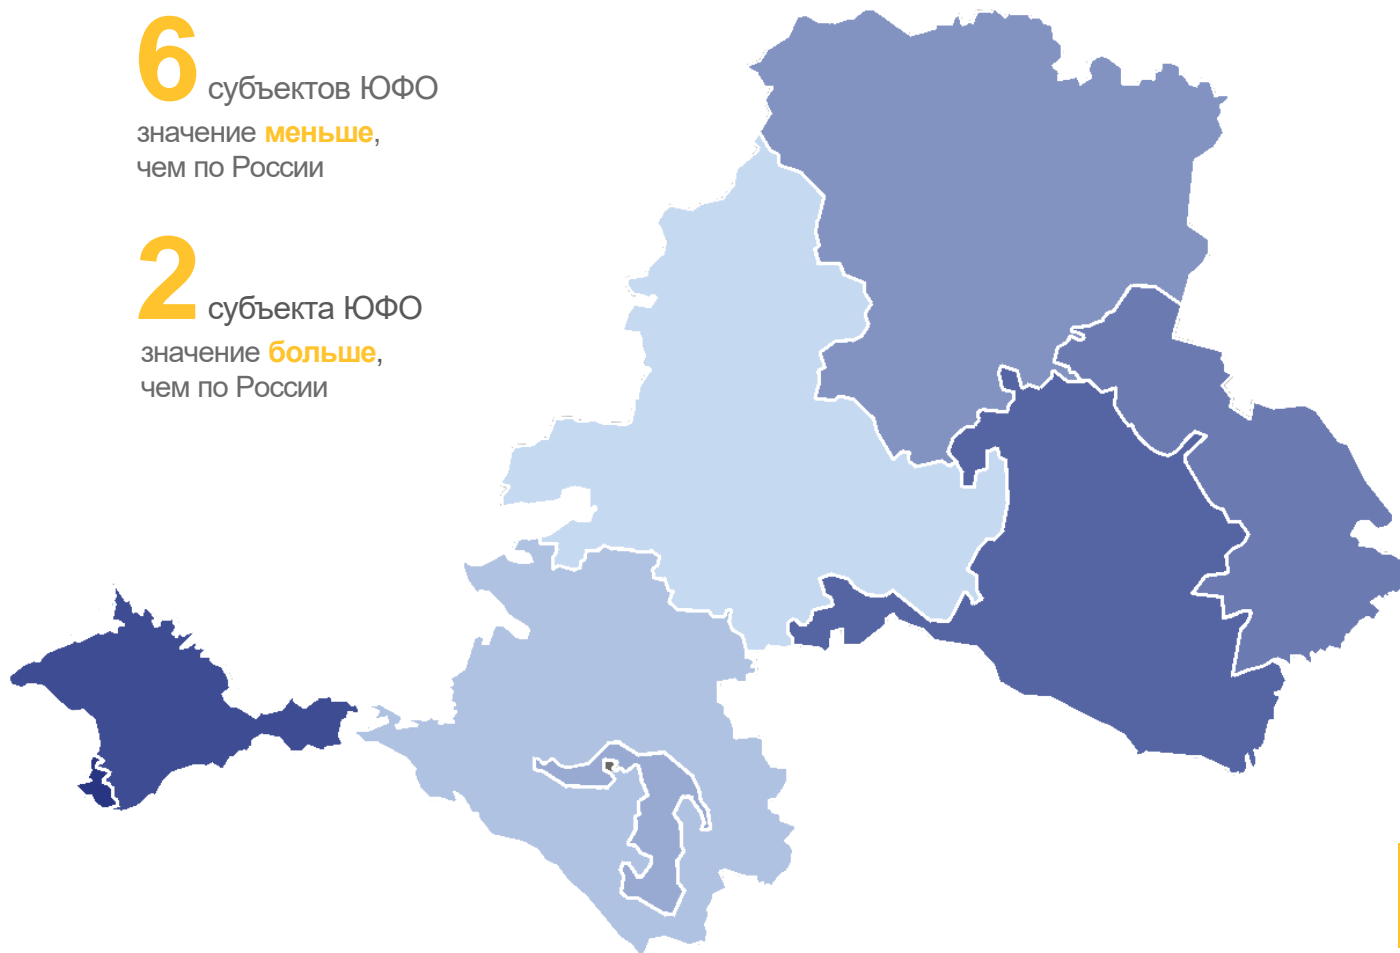 6 субъектов ЮФО
значение меньше,
чем по России
2 субъекта ЮФО
значение больше,
чем по России